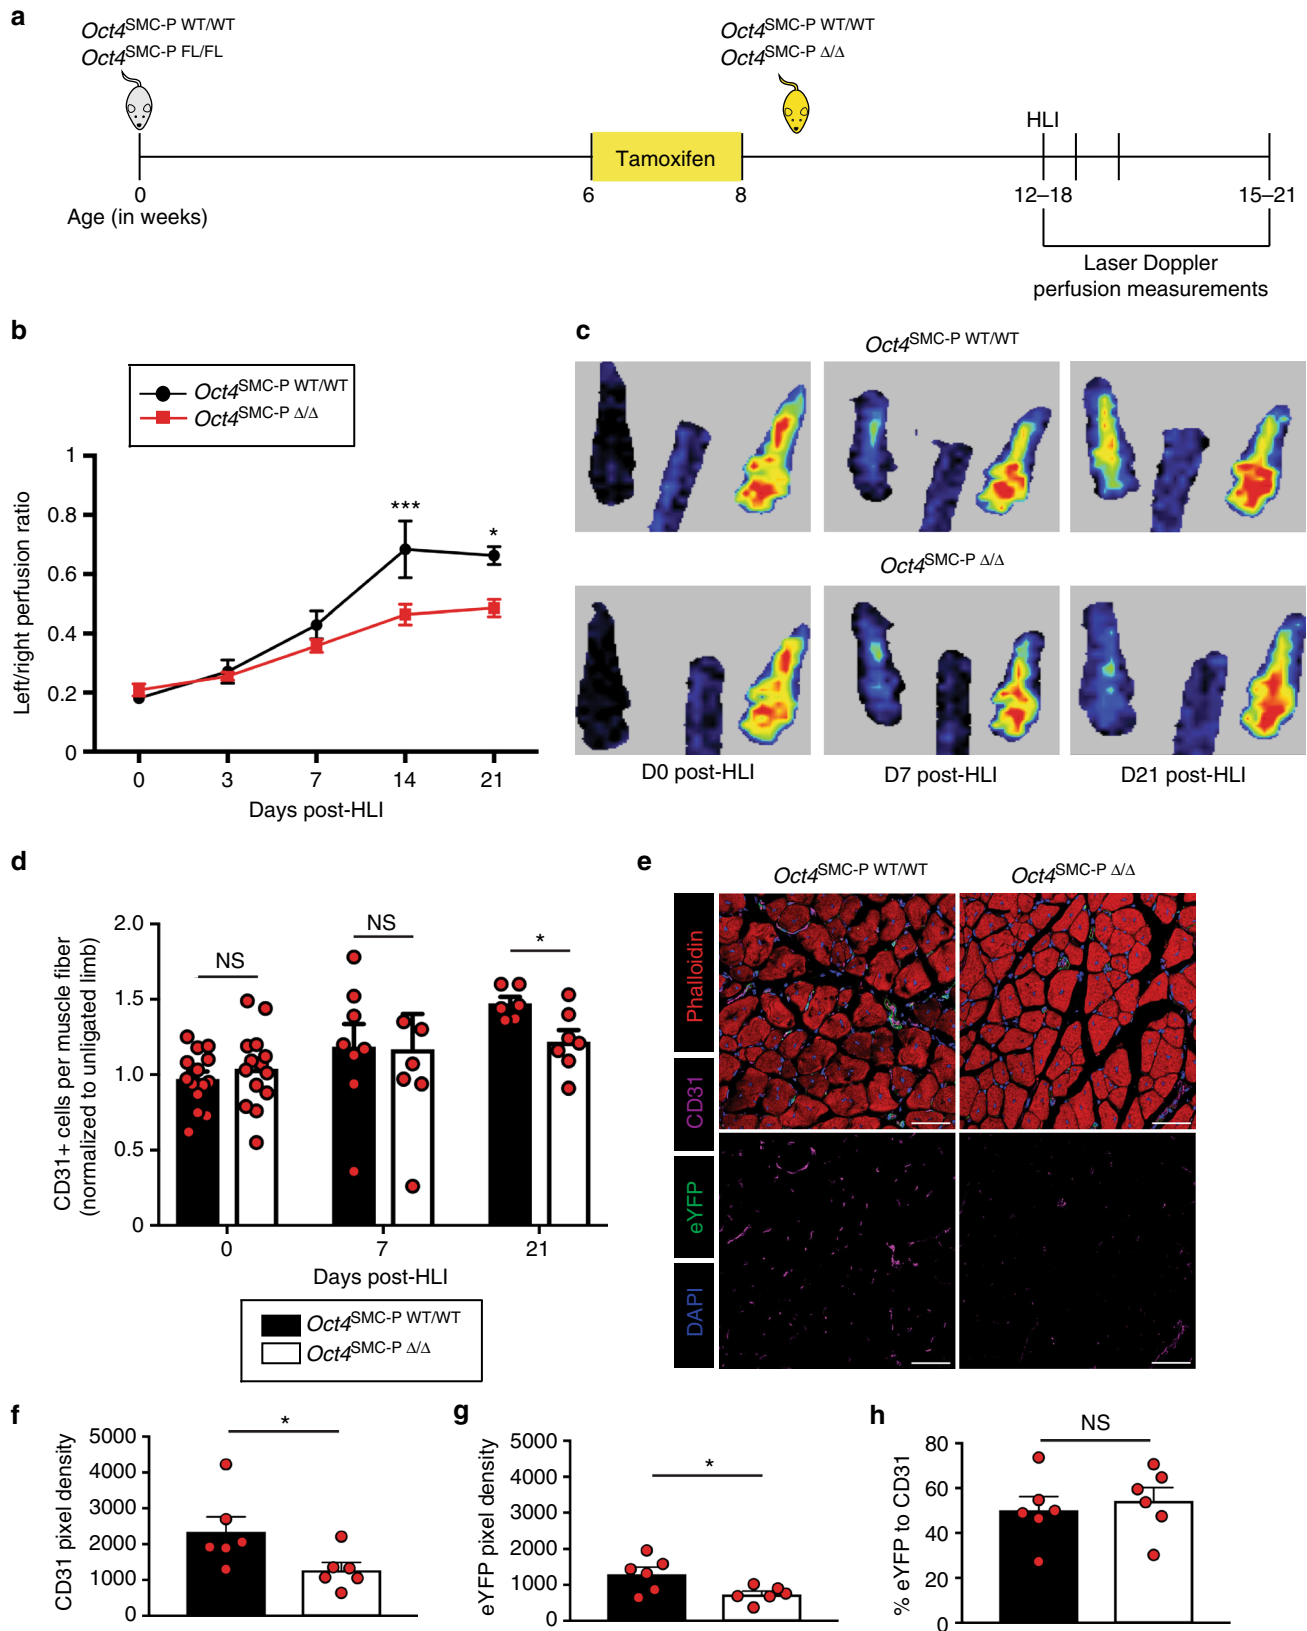 a
Oct4SMC-P WT/WT
Oct4SMC-P FL/FL
Oct4SMC-P WT/WT
Oct4SMC-P Δ/Δ
HLI
Tamoxifen
0
6
8
12–18
15–21
Age (in weeks)
Laser Doppler
perfusion measurements
b
Oct4SMC-P WT/WT
Oct4SMC-P Δ/Δ
Left/right perfusion ratio
1
0.8
0.6
0.4
0.2
0
***
*
0
3
7
14
21
Days post-HLI
c
Oct4SMC-P WT/WT
Oct4SMC-P Δ/Δ
D0 post-HLI
D7 post-HLI
D21 post-HLI
d
CD31+ cells per muscle fiber
(normalized to unligated limb)
2.0
1.5
1.0
0.5
0
NS
NS
*
0
7
21
Days post-HLI
Oct4SMC-P WT/WT
Oct4SMC-P Δ/Δ
e
Oct4SMC-P WT/WT
Oct4SMC-P Δ/Δ
Phalloidin
CD31
eYFP
DAPI
f
CD31 pixel density
5000
4000
3000
2000
1000
0
*
g
eYFP pixel density
5000
4000
3000
2000
1000
0
*
h
% eYFP to CD31
80
60
40
20
0
NS